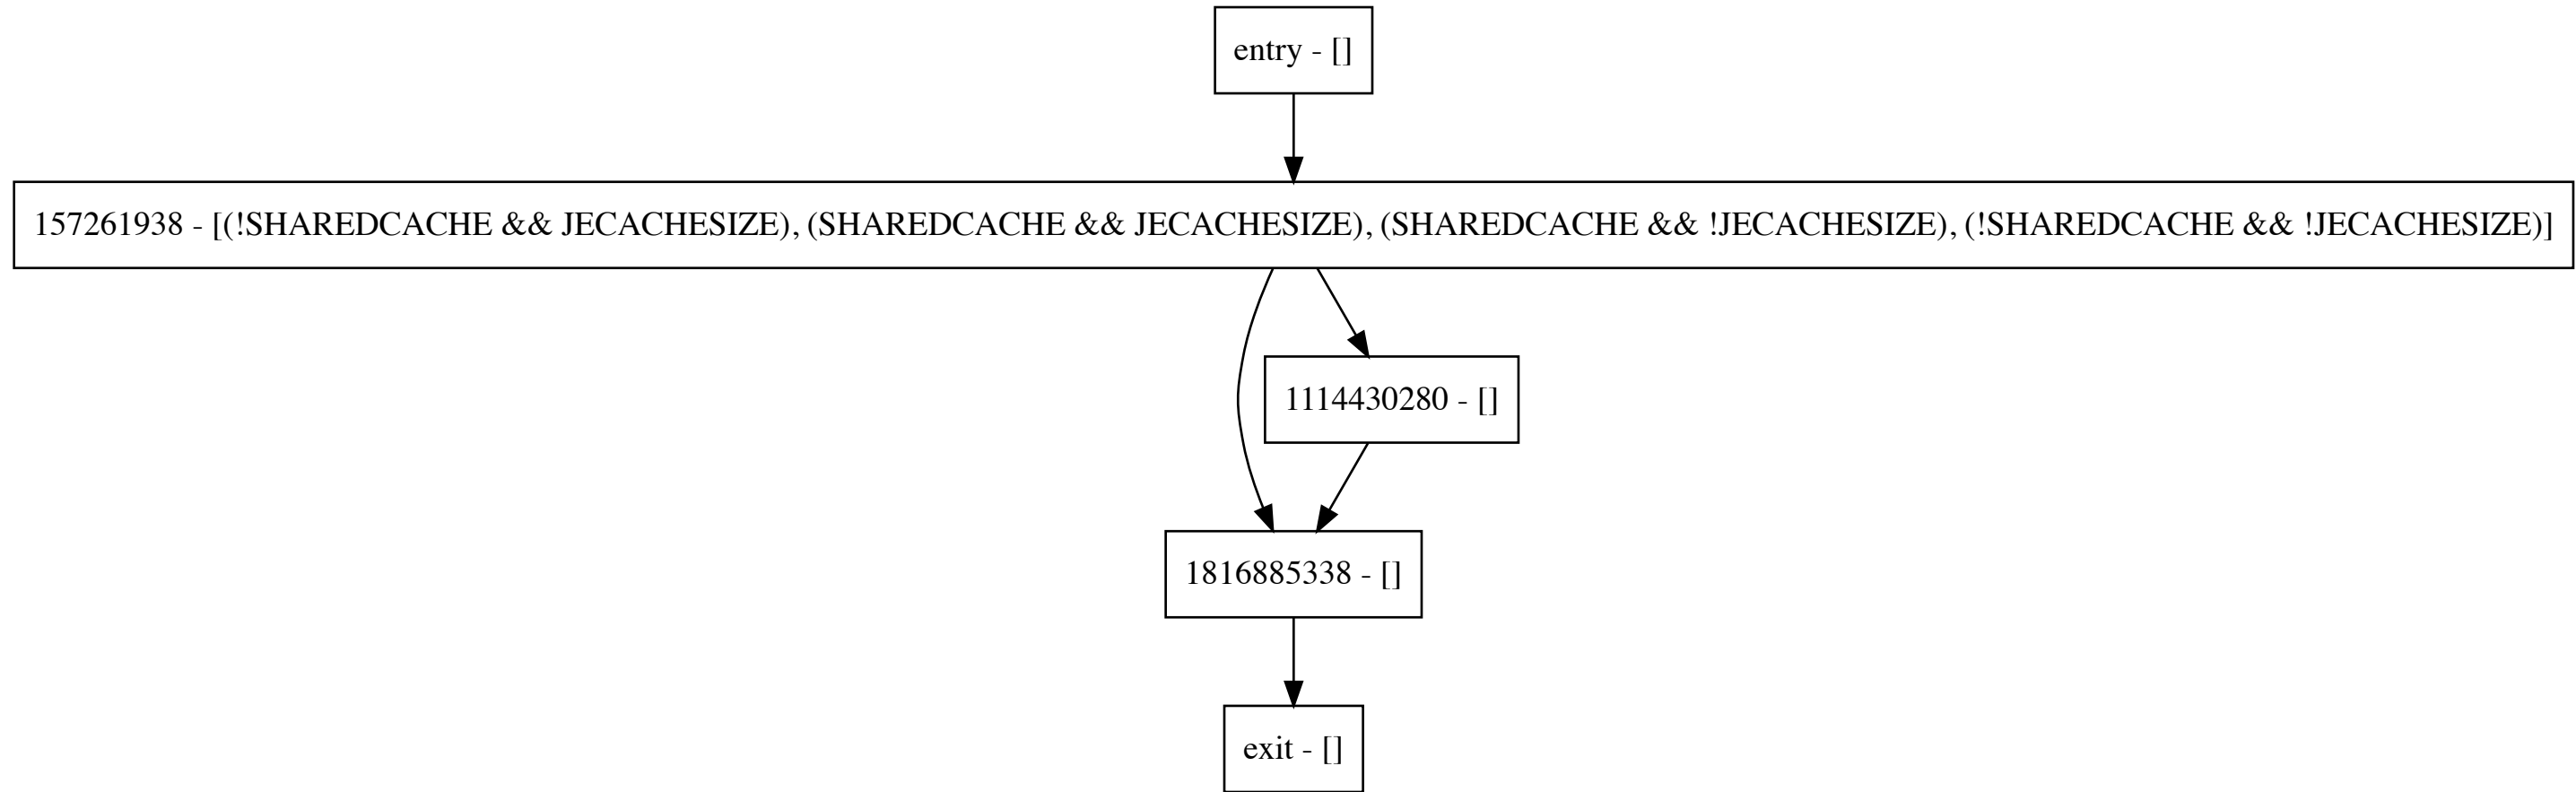 entry - []
157261938 - [(!SHAREDCACHE && JECACHESIZE), (SHAREDCACHE && JECACHESIZE), (SHAREDCACHE && !JECACHESIZE), (!SHAREDCACHE && !JECACHESIZE)]
1114430280 - []
1816885338 - []
exit - []